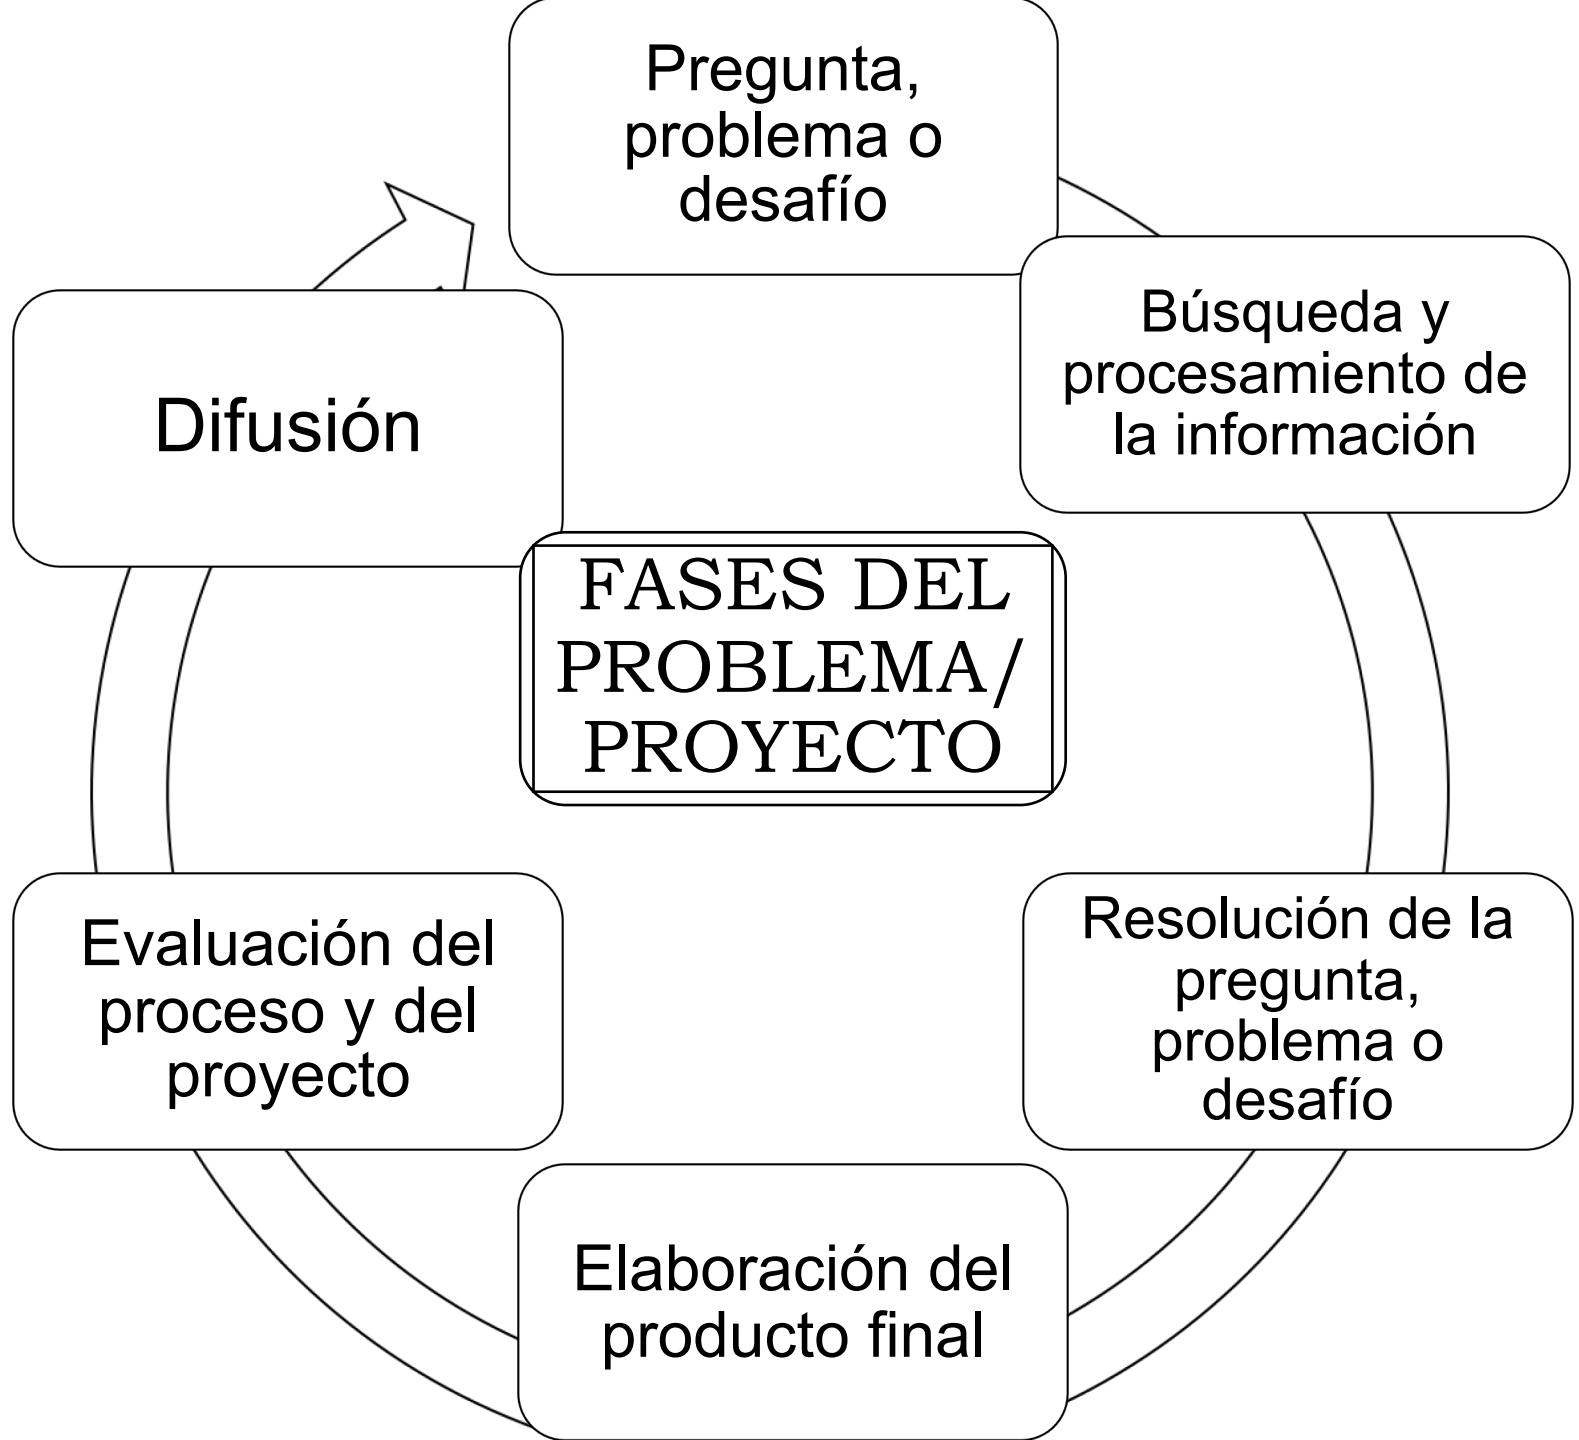 Pregunta,
problema o
desafío
Búsqueda y
procesamiento de
la información
Resolución de la
pregunta,
problema o
desafío
Elaboración del
producto final
Evaluación del
proceso y del
proyecto
Difusión
FASES DEL
PROBLEMA/
PROYECTO